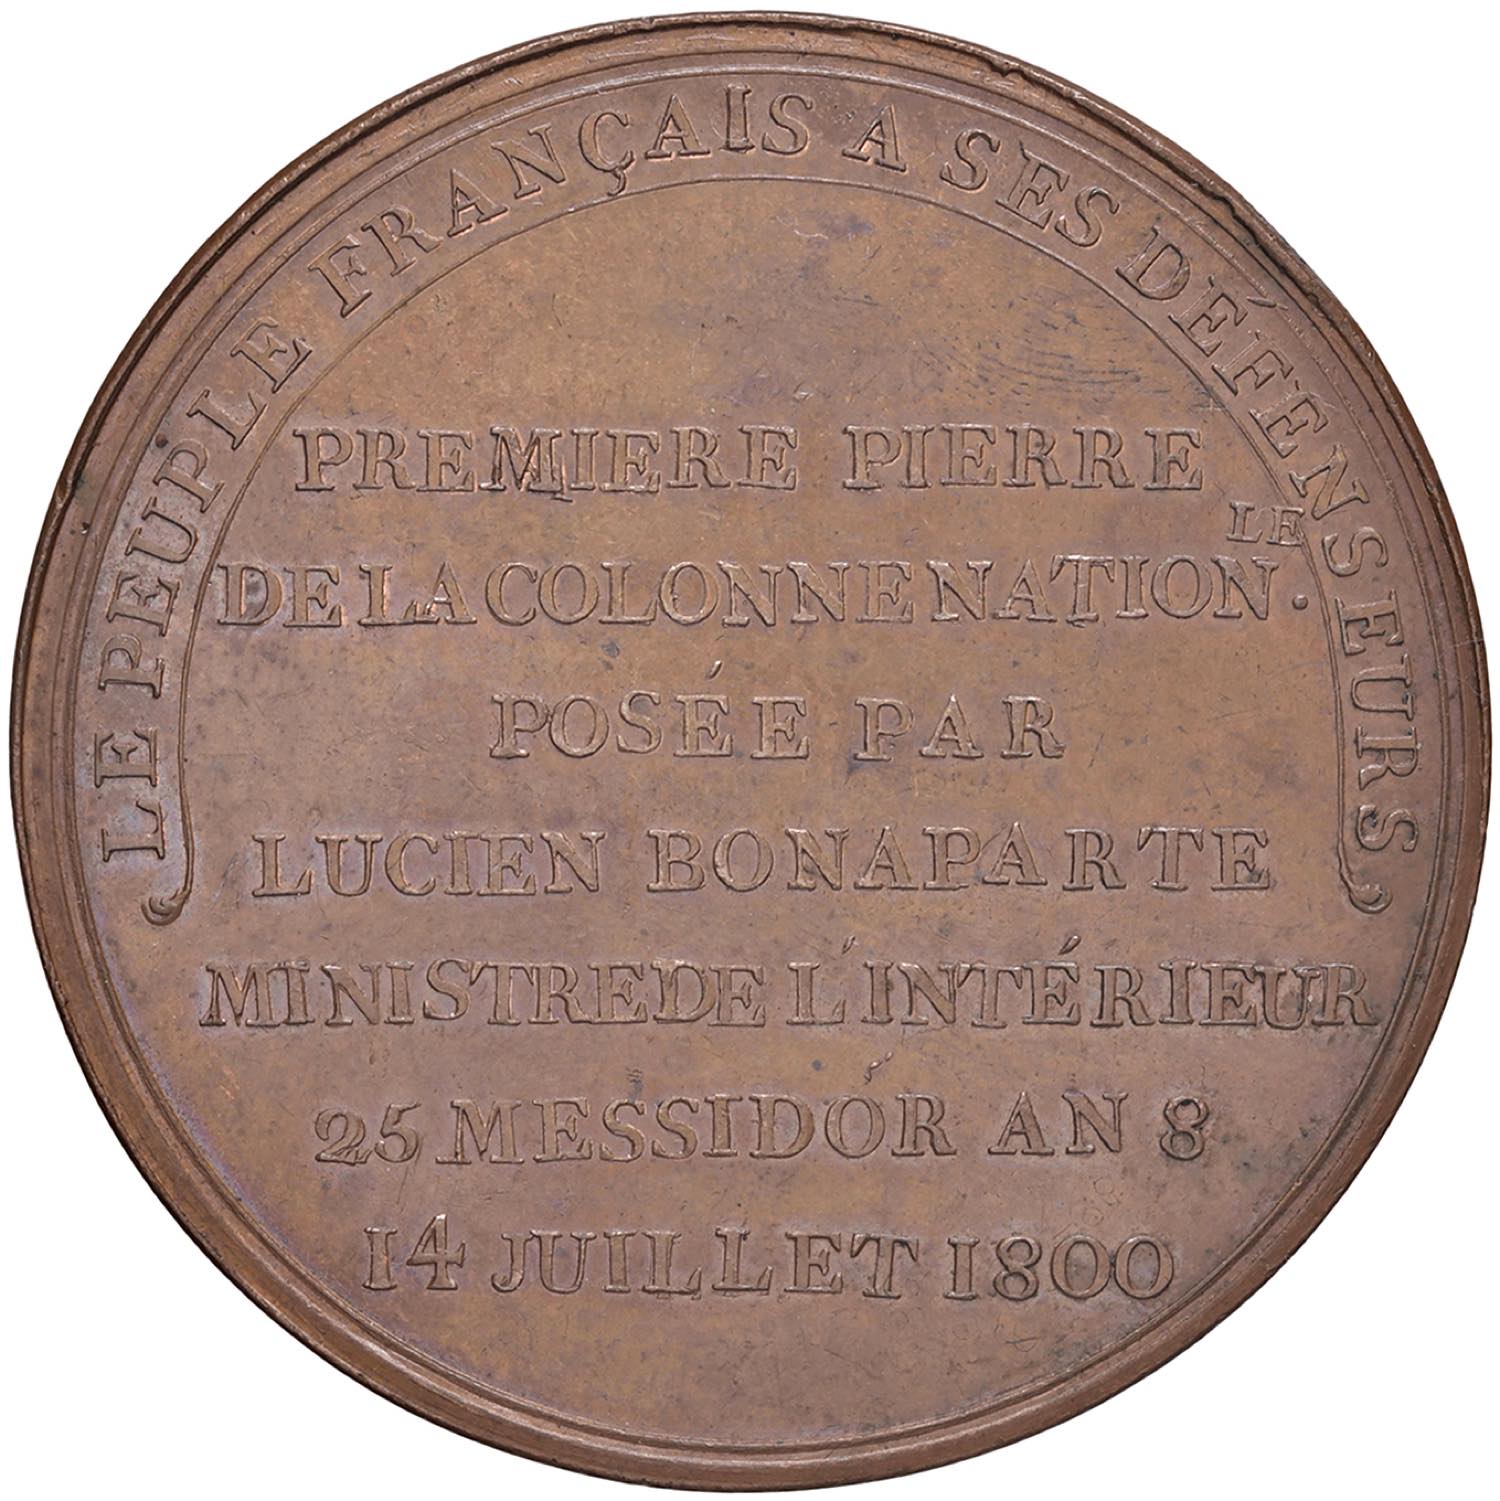 LE PEUPLE FRANÇAIS A SES DÉFÉNSEURS
PREMIERE PIERRE
DE LA COLONNE NATION.LE
POSÉE PAR
LUCIEN BONAPARTE
MINISTRE DE L'INTÉRIEUR
25 MESSIDOR AN 8
14 JUILLET 1800